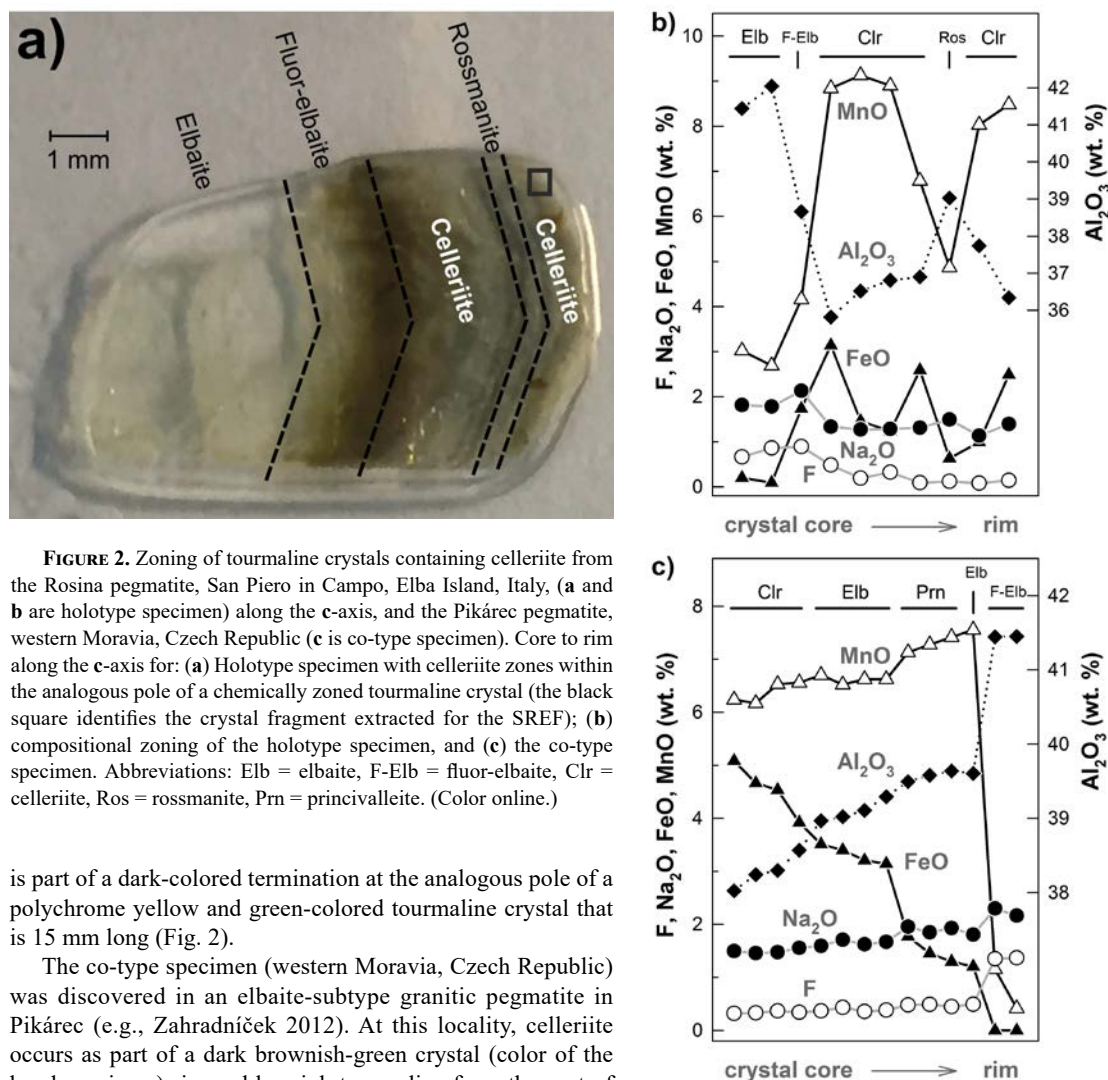 a)
1 mm
Elbaite
Fluor-elbaite
Rossmanite
Celleriite
Celleriite
FIGURE 2. Zoning of tourmaline crystals containing celleriite from
the Rosina pegmatite, San Piero in Campo, Elba Island, Italy, (a and
b are holotype specimen) along the c-axis, and the Pikárec pegmatite,
western Moravia, Czech Republic (c is co-type specimen). Core to rim
along the c-axis for: (a) Holotype specimen with celleriite zones within
the analogous pole of a chemically zoned tourmaline crystal (the black
square identifies the crystal fragment extracted for the SREF); (b)
compositional zoning of the holotype specimen, and (c) the co-type
specimen. Abbreviations: Elb = elbaite, F-Elb = fluor-elbaite, Clr =
celleriite, Ros = rossmanite, Prn = princivalleite. (Color online.)
is part of a dark-colored termination at the analogous pole of a
polychrome yellow and green-colored tourmaline crystal that
is 15 mm long (Fig. 2).
The co-type specimen (western Moravia, Czech Republic)
was discovered in an elbaite-subtype granitic pegmatite in
Pikárec (e.g., Zahradníček 2012). At this locality, celleriite
occurs as part of a dark brownish-green crystal (color of the
b)
Elb F-Elb Clr Ros Clr
10
8
6
4
2
0
F, Na2O, FeO, MnO (wt. %)
42
41
40
39
38
37
36
Al2O3 (wt. %)
MnO
Al2O3
FeO
Na2O
F
crystal core rim
c)
Clr Elb Prn Elb F-Elb
8
6
4
2
0
F, Na2O, FeO, MnO (wt. %)
42
41
40
39
38
Al2O3 (wt. %)
MnO
Al2O3
FeO
Na2O
F
crystal core rim